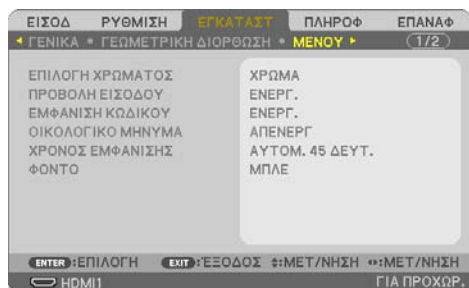 ΕΙΣΟΔ ΡΥΘΜΙΣΗ ΕΓΚΑΤΑΣΤ ΠΛΗΡΟΦ ΕΠΑΝΑΦ
ΓΕΝΙΚΑ • ΓΕΩΜΕΤΡΙΚΗ ΔΙΟΡΘΩΣΗ • ΜΕΝΟΥ (1/2)
ΕΠΙΛΟΓΗ ΧΡΩΜΑΤΟΣ ΧΡΩΜΑ
ΠΡΟΒΟΛΗ ΕΙΣΟΔΟΥ ΕΝΕΡΓ.
ΕΜΦΑΝΙΣΗ ΚΩΔΙΚΟΥ ΕΝΕΡΓ.
ΟΙΚΟΛΟΓΙΚΟ ΜΗΝΥΜΑ ΑΠΕΝΕΡΓ
ΧΡΟΝΟΣ ΕΜΦΑΝΙΣΗΣ ΑΥΤΟΜ. 45 ΔΕΥΤ.
ΦΟΝΤΟ ΜΠΛΕ
ENTER :ΕΠΙΛΟΓΗ EXIT :ΈΞΟΔΟΣ :ΜΕΤ/ΝΗΣΗ :ΜΕΤ/ΝΗΣΗ
HDMI1 ΓΙΑ ΠΡΟΧΩΡ.